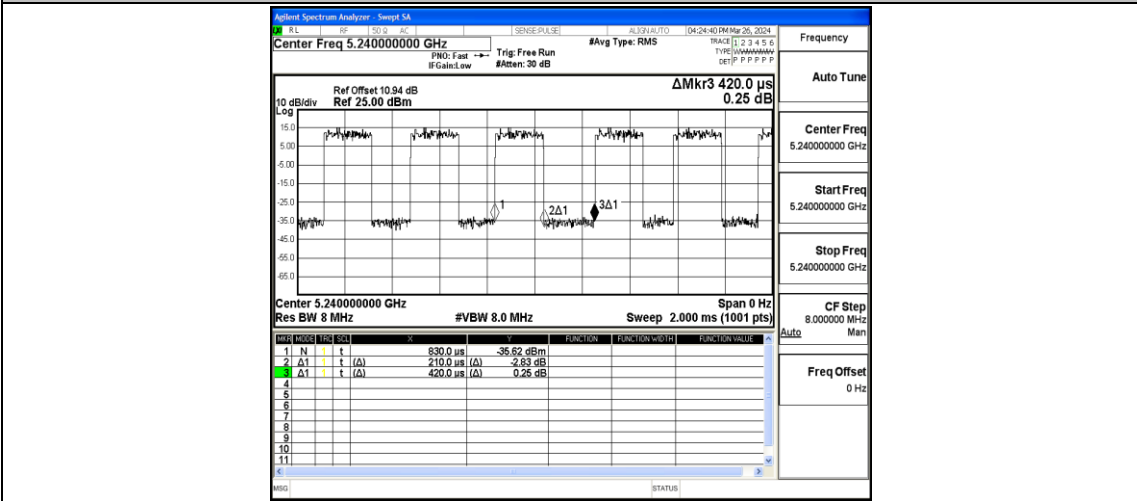 Agilent Spectrum Analyzer - Swept SA
RL RF 50 Ω AC SENSE:PULSE ALIGN AUTO 04:24:40 PM Mar 26, 2024
Center Freq 5.240000000 GHz #Avg Type: RMS TRACE 1 2 3 4 5 6
PNO: Fast Trig: Free Run TYPE WWWWWW
IFGain:Low #Atten: 30 dB DET P P P P P P
ΔMkr3 420.0 µs
0.25 dB
Ref Offset 10.94 dB
10 dB/div Ref 25.00 dBm
Log
15.0
5.00
-5.00
-15.0
-25.0
-35.0
-45.0
-55.0
-65.0
1
2Δ1
3Δ1
Center 5.240000000 GHz Span 0 Hz
Res BW 8 MHz #VBW 8.0 MHz Sweep 2.000 ms (1001 pts)
MKR MODE TRC SCL X Y FUNCTION FUNCTION WIDTH FUNCTION VALUE
1 N 1 t 830.0 µs -35.62 dBm
2 Δ1 1 t (Δ) 210.0 µs (Δ) -2.83 dB
3 Δ1 1 t (Δ) 420.0 µs (Δ) 0.25 dB
4
5
6
7
8
9
10
11
MSG STATUS
Frequency
Auto Tune
Center Freq
5.240000000 GHz
Start Freq
5.240000000 GHz
Stop Freq
5.240000000 GHz
CF Step
8.000000 MHz
Auto Man
Freq Offset
0 Hz